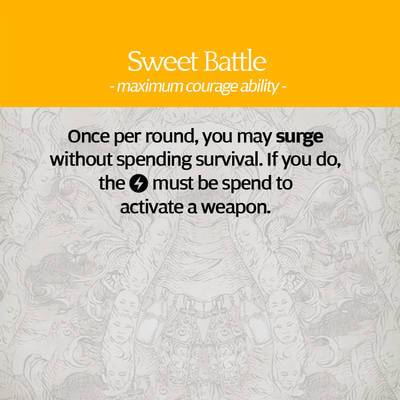 Sweet Battle
- maximum courage ability -
Once per round, you may surge
without spending survival. If you do,
the must be spend to
activate a weapon.